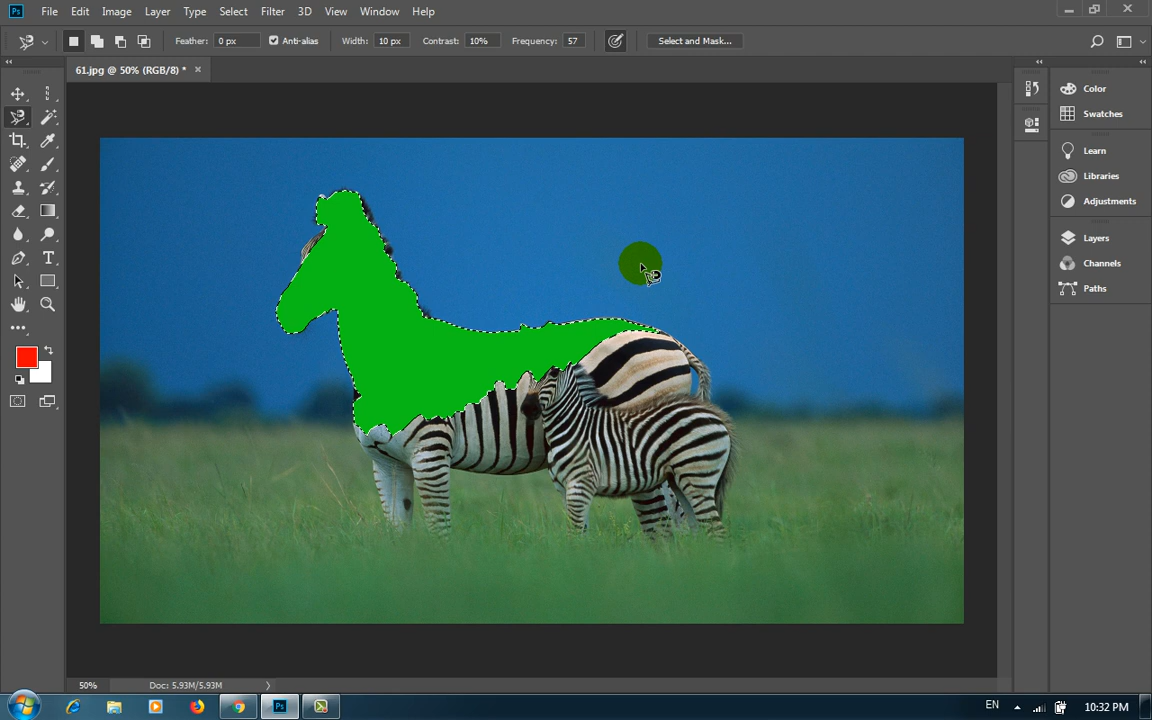 Ps File Edit Image Layer Type Select Filter 3D View Window Help
Feather: 0 px Anti-alias Width: 10 px Contrast: 10% Frequency: 57 Select and Mask...
61.jpg @ 50% (RGB/8) *
Color
Swatches
Learn
Libraries
Adjustments
Layers
Channels
Paths
T
50% Doc: 5.93M/5.93M
Ps EN 10:32 PM